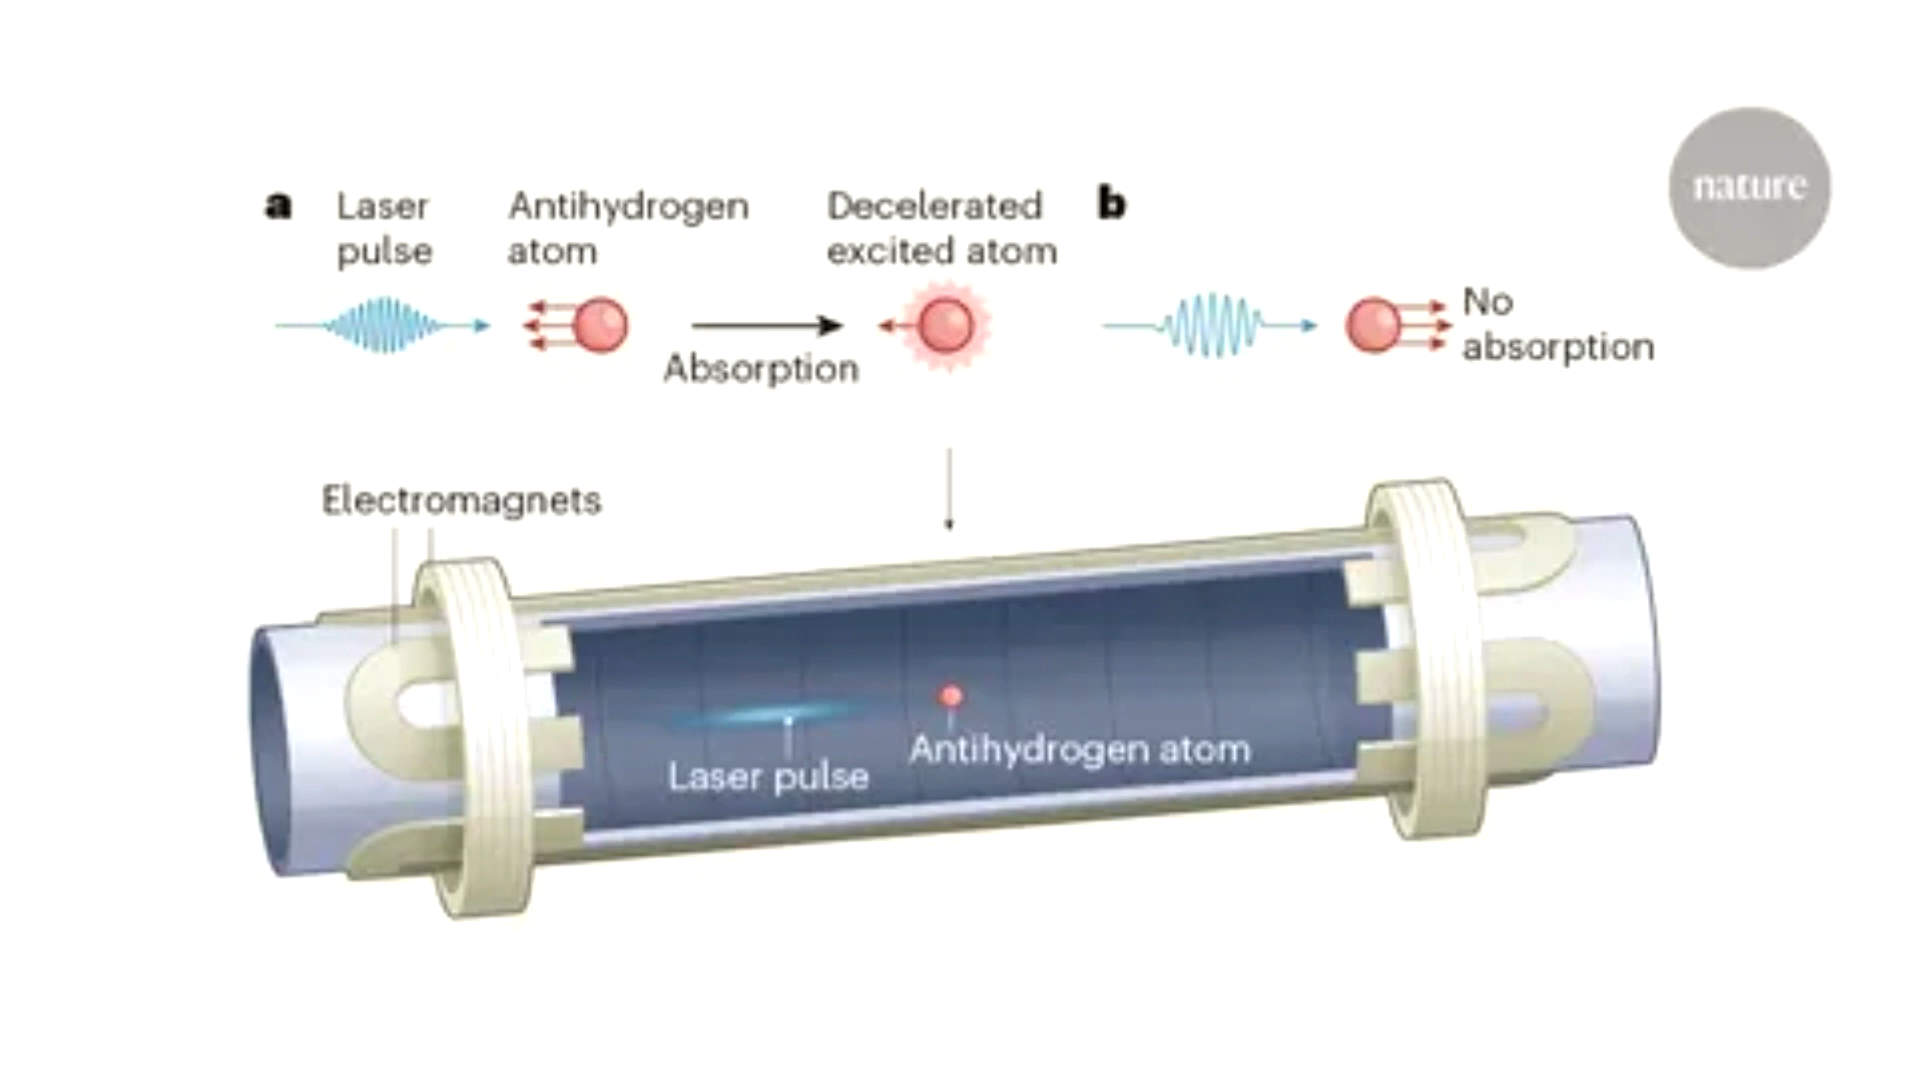 nature
a
Laser
pulse
Antihydrogen
atom
Absorption
Decelerated
excited atom
b
No
absorption
Electromagnets
Laser pulse
Antihydrogen atom